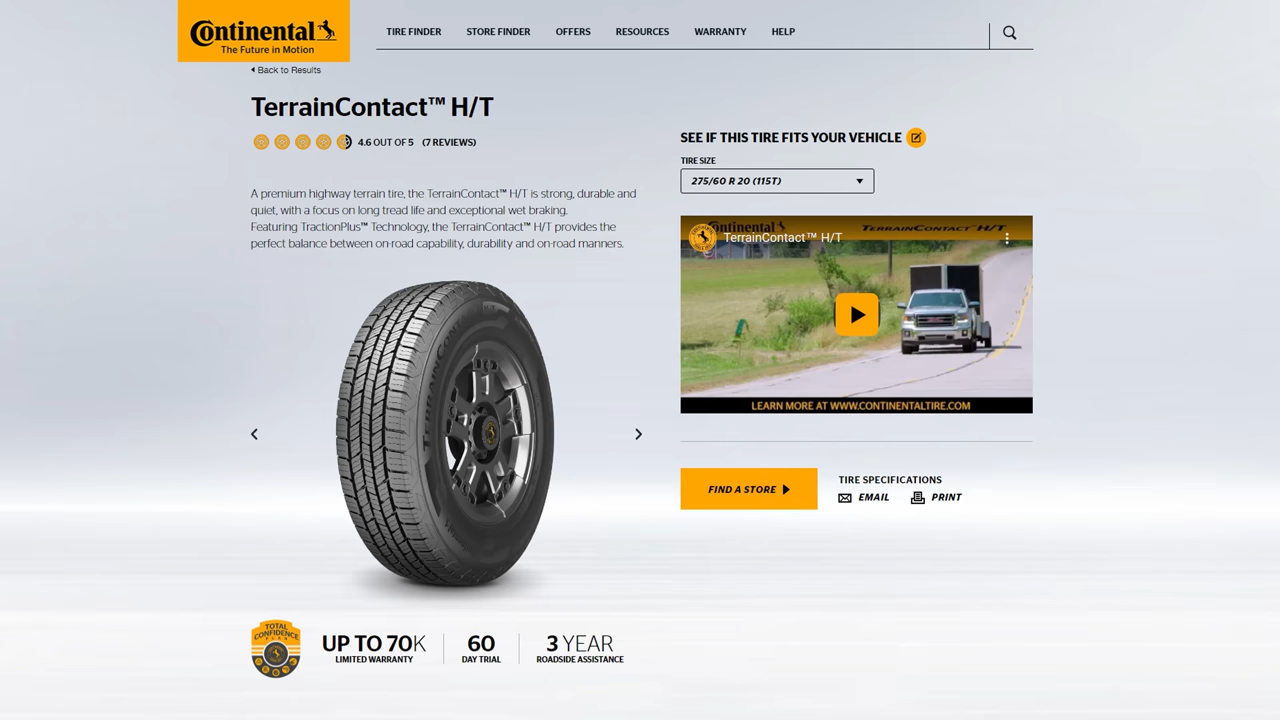 Continental
The Future in Motion
TIRE FINDER
STORE FINDER
OFFERS
RESOURCES
WARRANTY
HELP
Back to Results
TerrainContact™ H/T
4.6 OUT OF 5 (7 REVIEWS)
A premium highway terrain tire, the TerrainContact™ H/T is strong, durable and
quiet, with a focus on long tread life and exceptional wet braking.
Featuring TractionPlus™ Technology, the TerrainContact™ H/T provides the
perfect balance between on-road capability, durability and on-road manners.
SEE IF THIS TIRE FITS YOUR VEHICLE
TIRE SIZE
275/60 R 20 (115T)
Continental
TERRAINCONTACT™ H/T
TerrainContact™ H/T
LEARN MORE AT WWW.CONTINENTALTIRE.COM
FIND A STORE
TIRE SPECIFICATIONS
EMAIL
PRINT
TOTAL
CONFIDENCE
PLAN
UP TO 70K
LIMITED WARRANTY
60
DAY TRIAL
3 YEAR
ROADSIDE ASSISTANCE